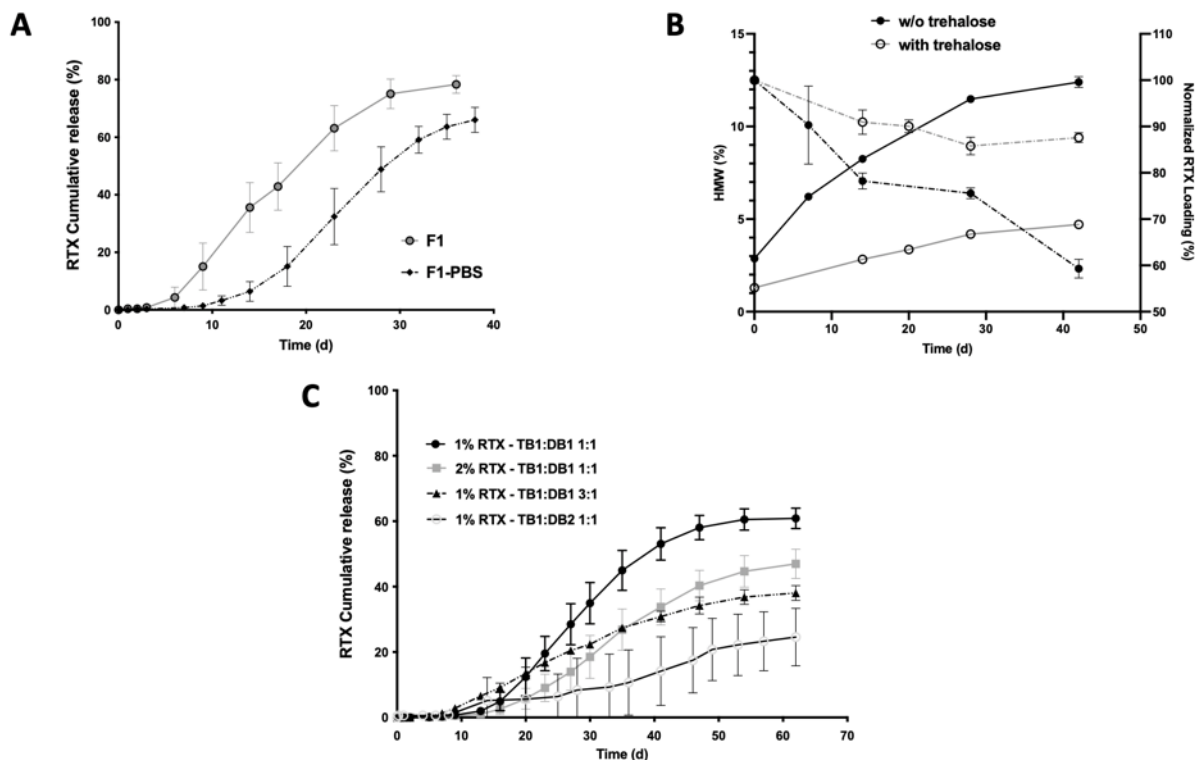 A
RTX Cumulative release (%)
100
80
60
40
20
0
F1
F1-PBS
0 10 20 30 40
Time (d)
B
w/o trehalose
with trehalose
HMW (%)
15
10
5
0
Normalized RTX Loading (%)
110
100
90
80
70
60
50
0 10 20 30 40 50
Time (d)
C
RTX Cumulative release (%)
100
80
60
40
20
0
1% RTX - TB1:DB1 1:1
2% RTX - TB1:DB1 1:1
1% RTX - TB1:DB1 3:1
1% RTX - TB1:DB2 1:1
0 10 20 30 40 50 60 70
Time (d)